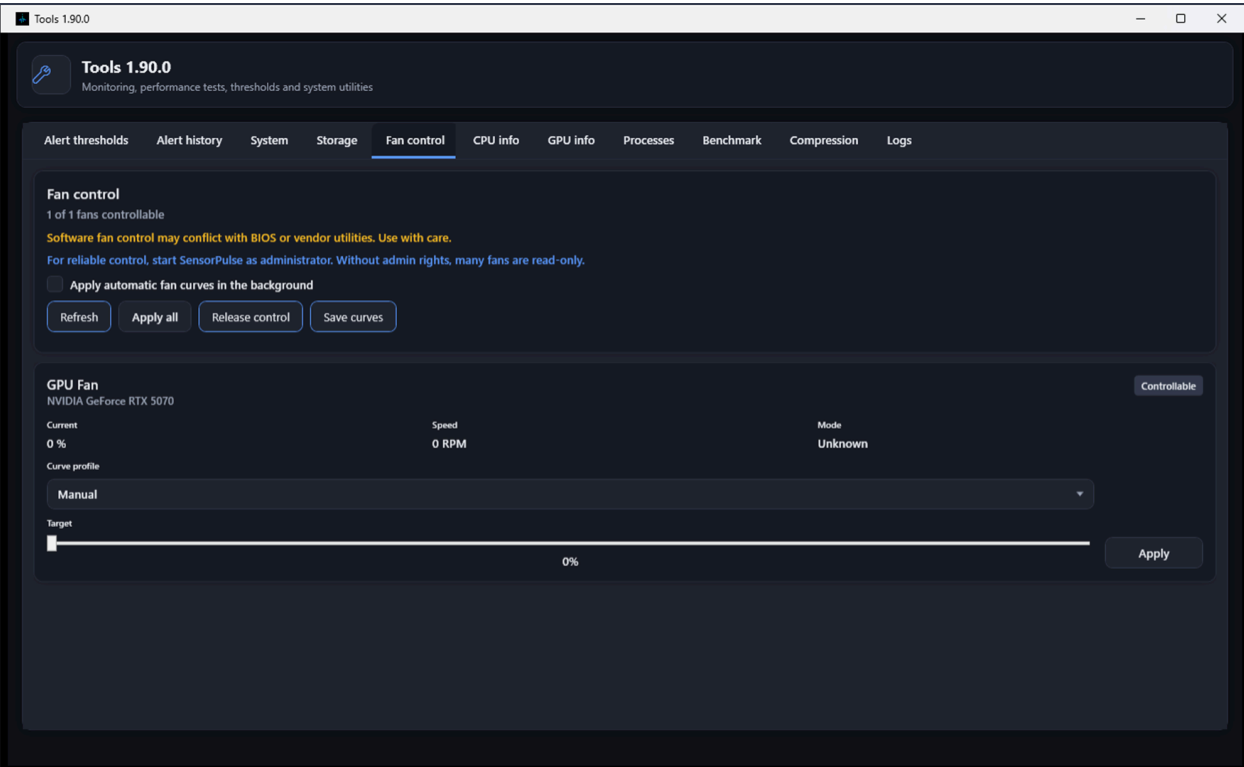 Tools 1.90.0
Tools 1.90.0
Monitoring, performance tests, thresholds and system utilities
Alert thresholds Alert history System Storage Fan control CPU info GPU info Processes Benchmark Compression Logs
Fan control
1 of 1 fans controllable
Software fan control may conflict with BIOS or vendor utilities. Use with care.
For reliable control, start SensorPulse as administrator. Without admin rights, many fans are read-only.
Apply automatic fan curves in the background
Refresh Apply all Release control Save curves
GPU Fan Controllable
NVIDIA GeForce RTX 5070
Current Speed Mode
0 % 0 RPM Unknown
Curve profile
Manual
Target
0% Apply